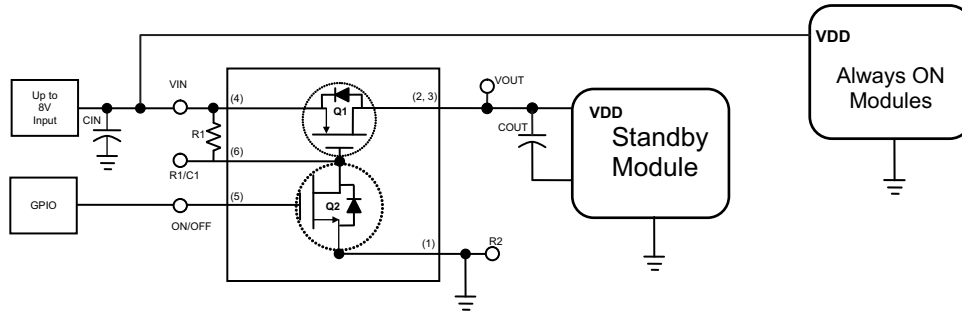 VDD
Always ON
Modules
Up to
8V
Input
CIN
VIN
(4)
R1
Q1
(2, 3)
VOUT
COUT
VDD
Standby
Module
(6)
R1/C1
GPIO
(5)
ON/OFF
Q2
(1)
R2